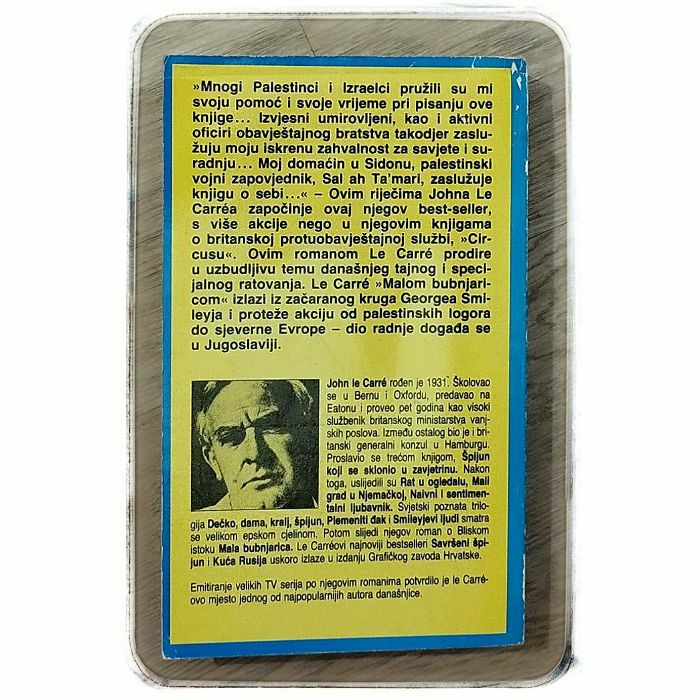 »Mnogi Palestinci i Izraelci pružili su mi
svoju pomoć i svoje vrijeme pri pisanju ove
knjige... Izvjesni umirovljeni, kao i aktivni
oficiri obavještajnog bratstva takodjer zaslu-
žuju moju iskrenu zahvalnost za savjete i su-
radnju... Moj domaćin u Sidonu, palestinski
vojni zapovjednik, Sal ah Ta'mari, zaslužuje
knjigu o sebi...« – Ovim riječima Johna Le
Carréa započinje ovaj njegov best-seller,
s više akcije nego u njegovim knjigama
o britanskoj protuobavještajnoj službi, »Cir-
cusu«. Ovim romanom Le Carré prodire
u uzbudljivu temu današnjeg tajnog i speci-
jalnog ratovanja. Le Carré »Malom bubnjari-
com« izlazi iz začaranog kruga Georgea Smi-
leyja i proteže akciju od palestinskih logora
do sjeverne Evrope – dio radnje događa se
u Jugoslaviji.
John le Carré rođen je 1931. Školovao
se u Bernu i Oxfordu, predavao na
Eatonu i proveo pet godina kao visoki
službenik britanskog ministarstva vanj-
skih poslova. Između ostalog bio je i bri-
tanski generalni konzul u Hamburgu.
Proslavio se trećom knjigom, Špijun
koji se sklonio u zavjetrinu. Nakon
toga, uslijedili su Rat u ogledalu, Mali
grad u Njemačkoj, Naivni i sentimen-
talni ljubavnik. Svjetski poznata trilo-
gija Dečko, dama, kralj, špijun, Plemeniti đak i Smileyjevi ljudi smatra
se velikom epskom cjelinom. Potom slijedi njegov roman o Bliskom
istoku Mala bubnjarica. Le Carréovi najnoviji bestselleri Savršeni špi-
jun i Kuća Rusija uskoro izlaze u izdanju Grafičkog zavoda Hrvatske.
Emitiranje velikih TV serija po njegovim romanima potvrdilo je le Carré-
ovo mjesto jednog od najpopularnijih autora današnjice.